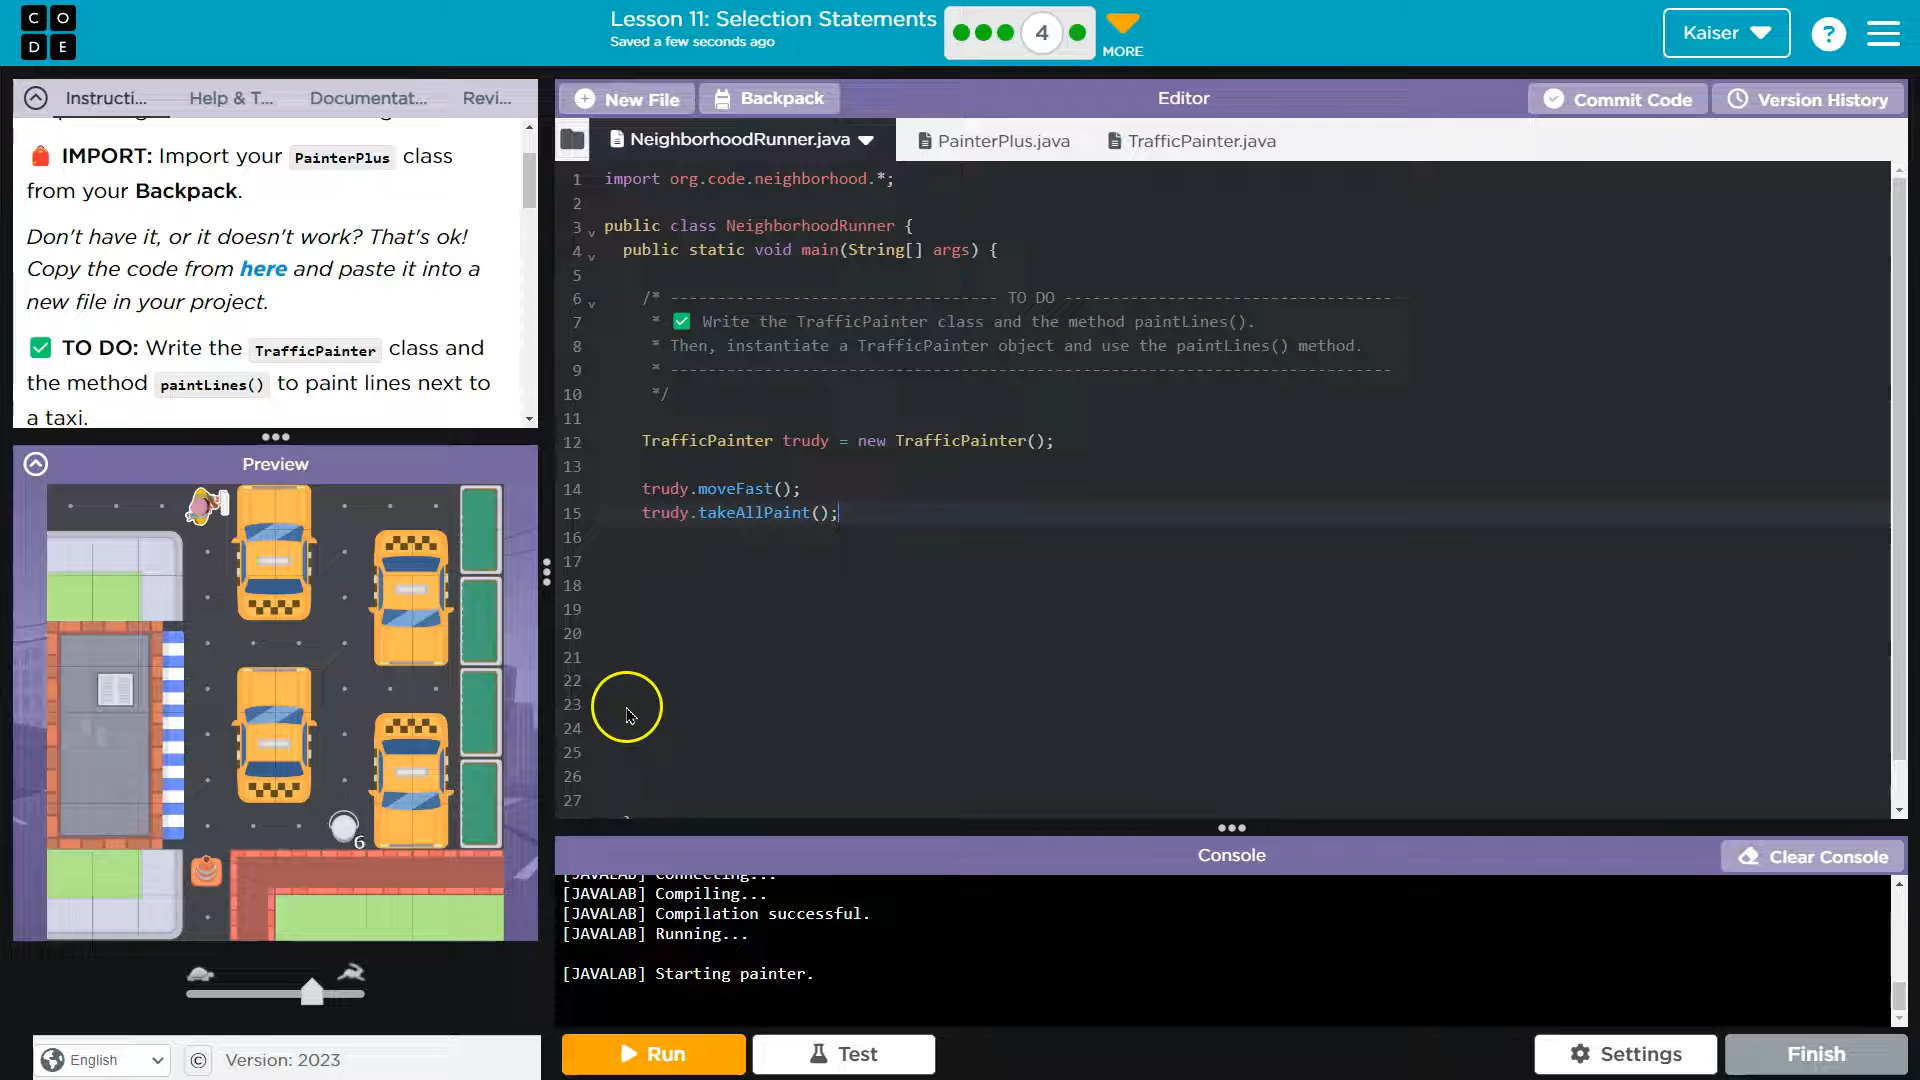 C O
D E
Lesson 11: Selection Statements
Saved a few seconds ago
4
MORE
Kaiser
?
Instructi...
Help & T...
Documentat...
Revi...
IMPORT: Import your PainterPlus class
from your Backpack.
Don't have it, or it doesn't work? That's ok!
Copy the code from here and paste it into a
new file in your project.
TO DO: Write the TrafficPainter class and
the method paintLines() to paint lines next to
a taxi.
Preview
6
English
©
Version: 2023
New File
Backpack
Editor
Commit Code
Version History
NeighborhoodRunner.java
PainterPlus.java
TrafficPainter.java
1 import org.code.neighborhood.*;
2
3 public class NeighborhoodRunner {
4 public static void main(String[] args) {
5
6 /* ----------------------------------- TO DO -----------------------------------
7 * ✅ Write the TrafficPainter class and the method paintLines().
8 * Then, instantiate a TrafficPainter object and use the paintLines() method.
9 * -----------------------------------------------------------------------------
10 */
11
12 TrafficPainter trudy = new TrafficPainter();
13
14 trudy.moveFast();
15 trudy.takeAllPaint();
16
17
18
19
20
21
22
23
24
25
26
27
Console
Clear Console
[JAVALAB] Connecting...
[JAVALAB] Compiling...
[JAVALAB] Compilation successful.
[JAVALAB] Running...
[JAVALAB] Starting painter.
Run
Test
Settings
Finish